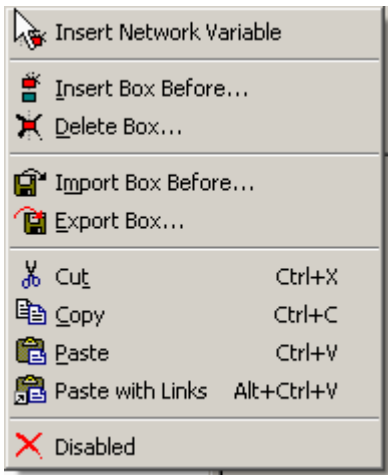 Insert Network Variable
Insert Box Before...
Delete Box...
Import Box Before...
Export Box...
Cut Ctrl+X
Copy Ctrl+C
Paste Ctrl+V
Paste with Links Alt+Ctrl+V
Disabled